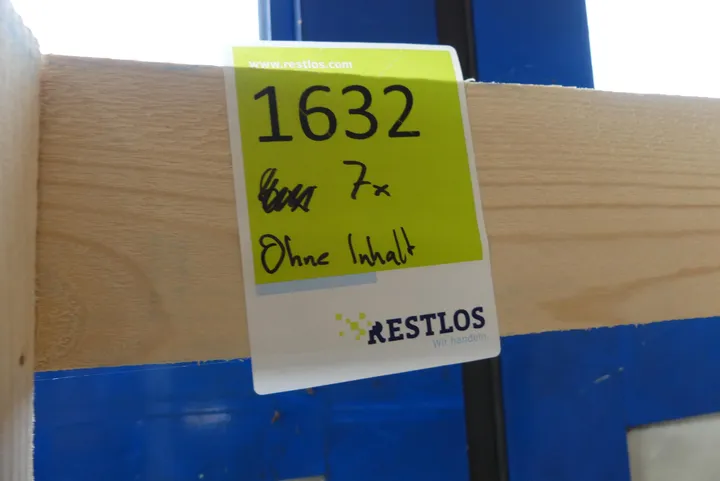 www.restlos.com
1632
7x
Ohne Inhalt
RESTLOS
Wir handeln